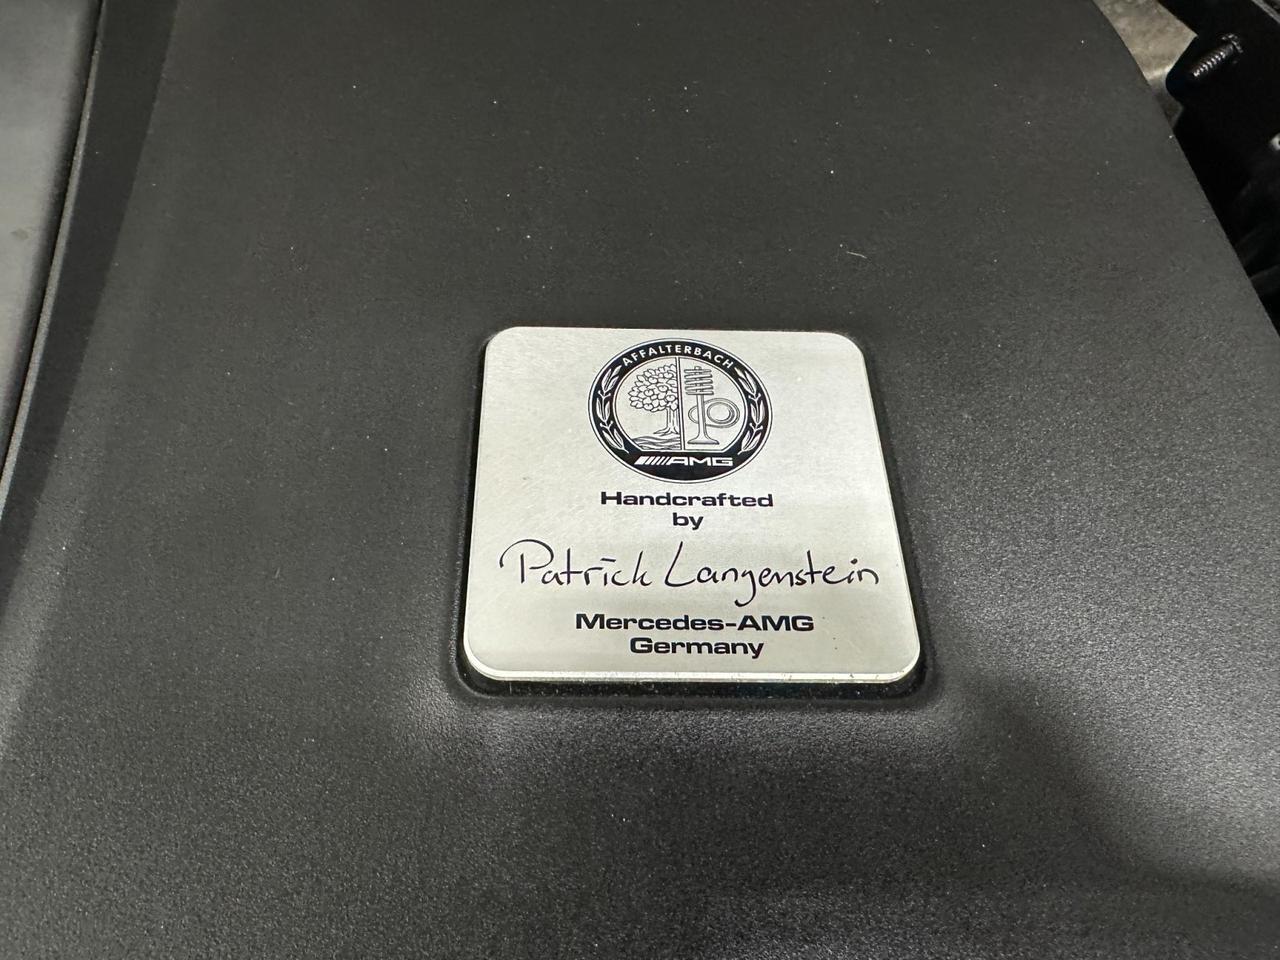 AFFALTERBACH
AMG
Handcrafted
by
Patrick Langenstein
Mercedes-AMG
Germany